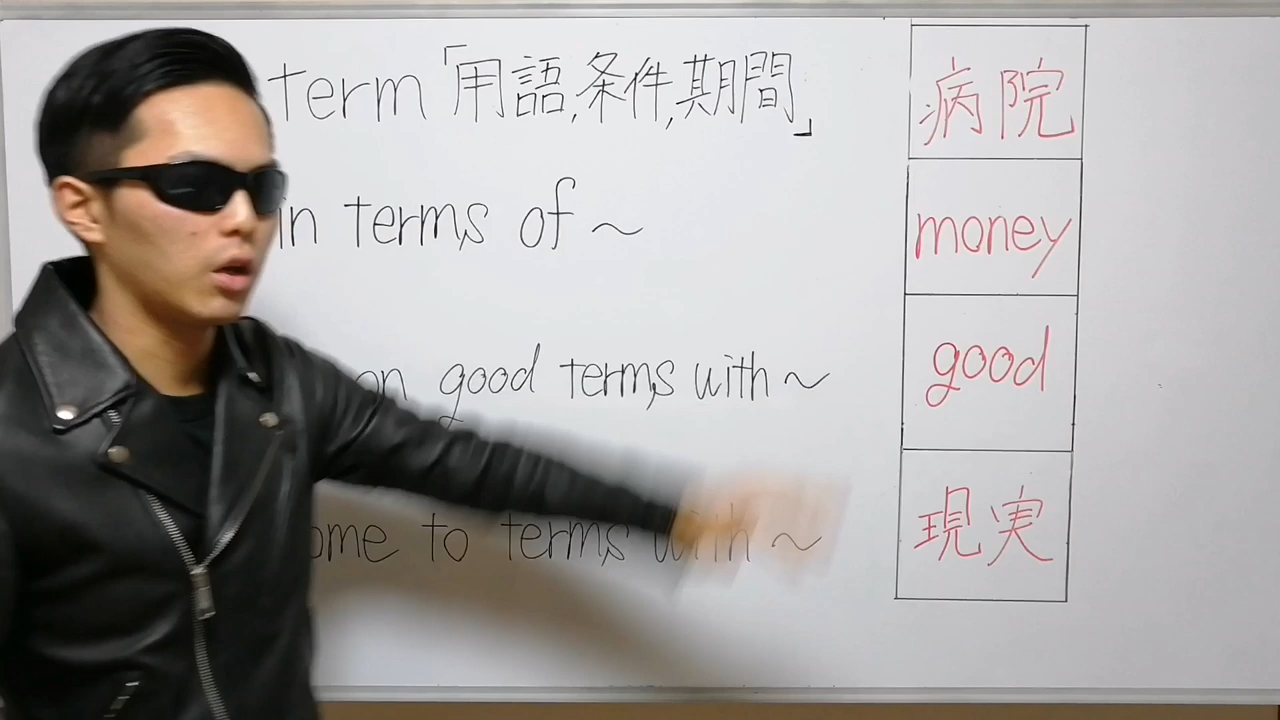 term「用語,条件,期間」
in terms of ~
on good terms with ~
ome to terms with ~
病院
money
good
現実